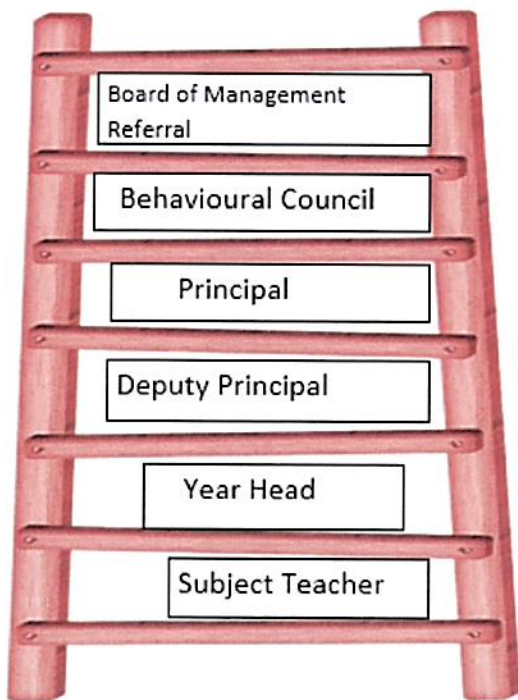 Board of Management
Referral
Behavioural Council
Principal
Deputy Principal
Year Head
Subject Teacher